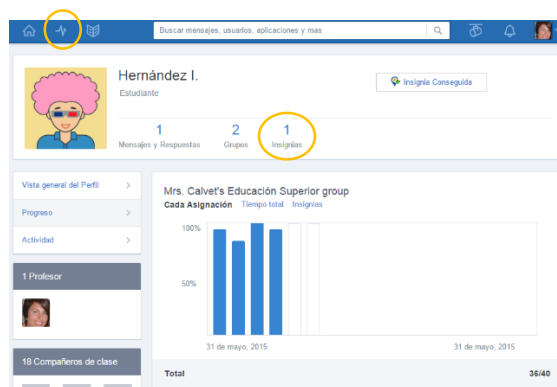 Buscar mensajes, usuarios, aplicaciones y mas
Hernández I.
Estudiante
Insignia Conseguida
1 2 1
Mensajes y Respuestas Grupos Insignias
Vista general del Perfil
Progreso
Actividad
1 Profesor
18 Compañeros de clase
Mrs. Calvet's Educación Superior group
Cada Asignación Tiempo total Insignias
100%
50%
31 de mayo, 2015 31 de mayo, 2015
Total 36/40